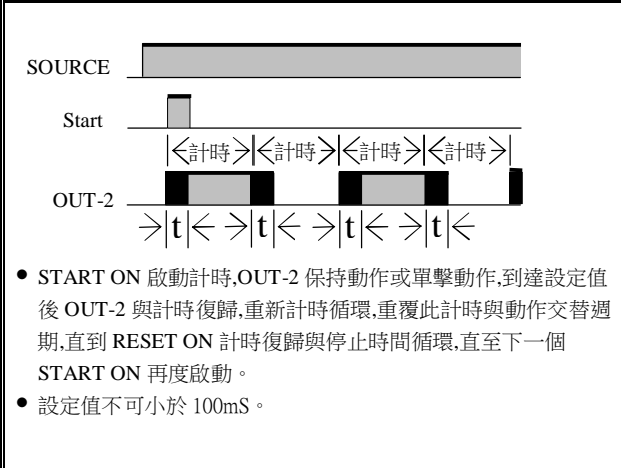 SOURCE
Start
計時 計時 計時 計時
OUT-2
t t t t
● START ON 啟動計時,OUT-2 保持動作或單擊動作,到達設定值
後 OUT-2 與計時復歸,重新計時循環,重覆此計時與動作交替週
期,直到 RESET ON 計時復歸與停止時間循環,直至下一個
START ON 再度啟動。
● 設定值不可小於 100mS。